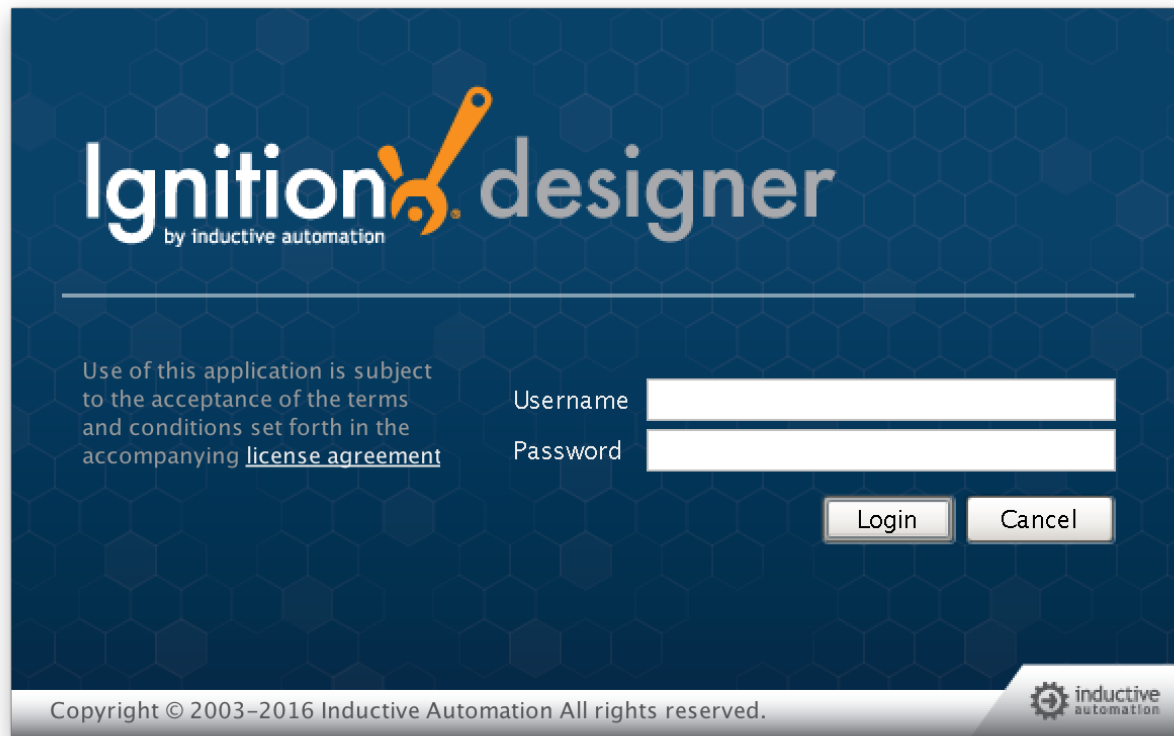 Ignition designer
by inductive automation
Use of this application is subject
to the acceptance of the terms
and conditions set forth in the
accompanying license agreement
Username
Password
Login Cancel
Copyright © 2003-2016 Inductive Automation All rights reserved.
inductive
automation